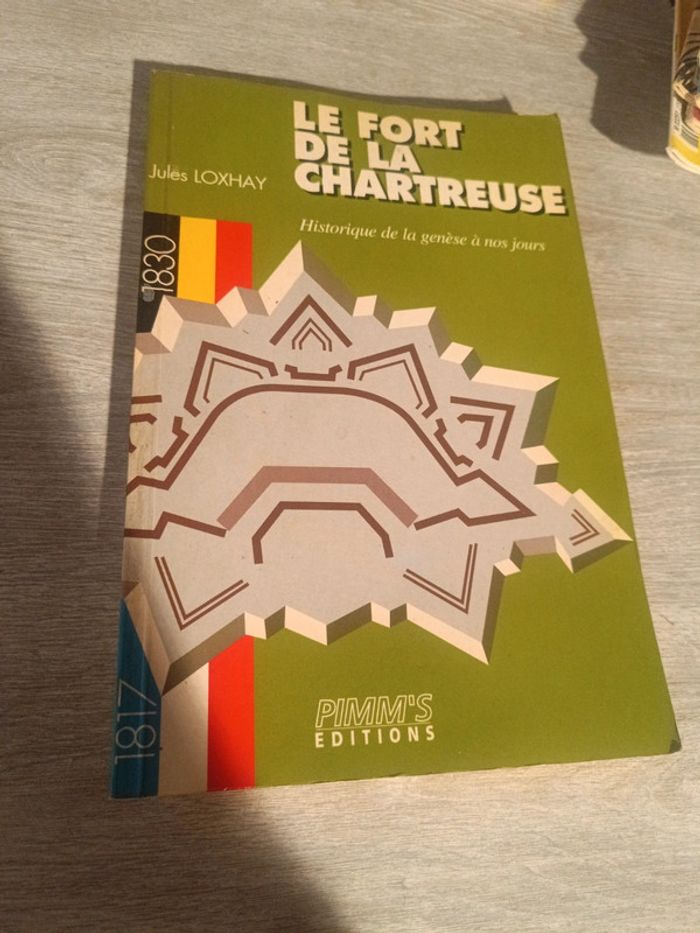 LE FORT
DE LA
CHARTREUSE
Jules LOXHAY
Historique de la genèse à nos jours
1830
1817
PIMM'S
EDITIONS